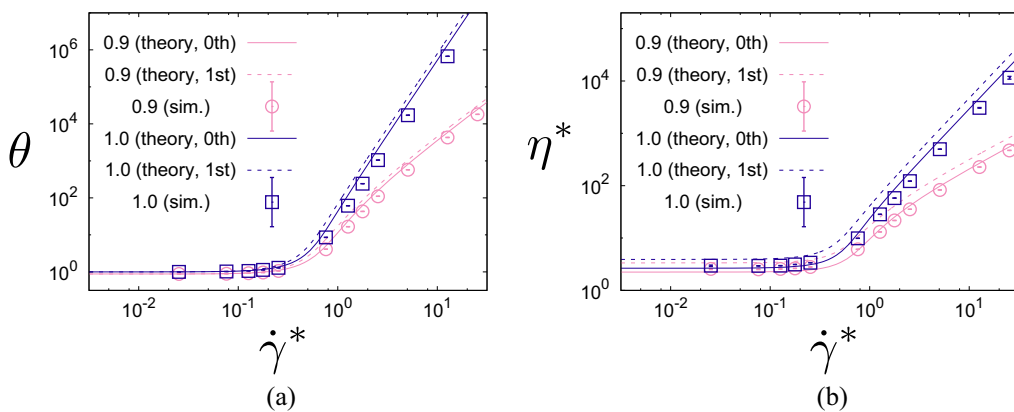 θ
10^6
10^4
10^2
10^0
0.9 (theory, 0th)
0.9 (theory, 1st)
0.9 (sim.)
1.0 (theory, 0th)
1.0 (theory, 1st)
1.0 (sim.)
10^-2 10^-1 10^0 10^1
γ̇*
(a)
η*
10^4
10^2
10^0
0.9 (theory, 0th)
0.9 (theory, 1st)
0.9 (sim.)
1.0 (theory, 0th)
1.0 (theory, 1st)
1.0 (sim.)
10^-2 10^-1 10^0 10^1
γ̇*
(b)